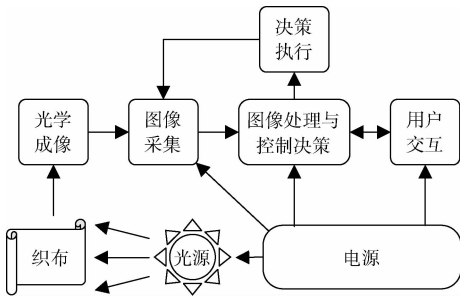 决策
执行
光学
成像
图像
采集
图像处理与
控制决策
用户
交互
织布
光源
电源